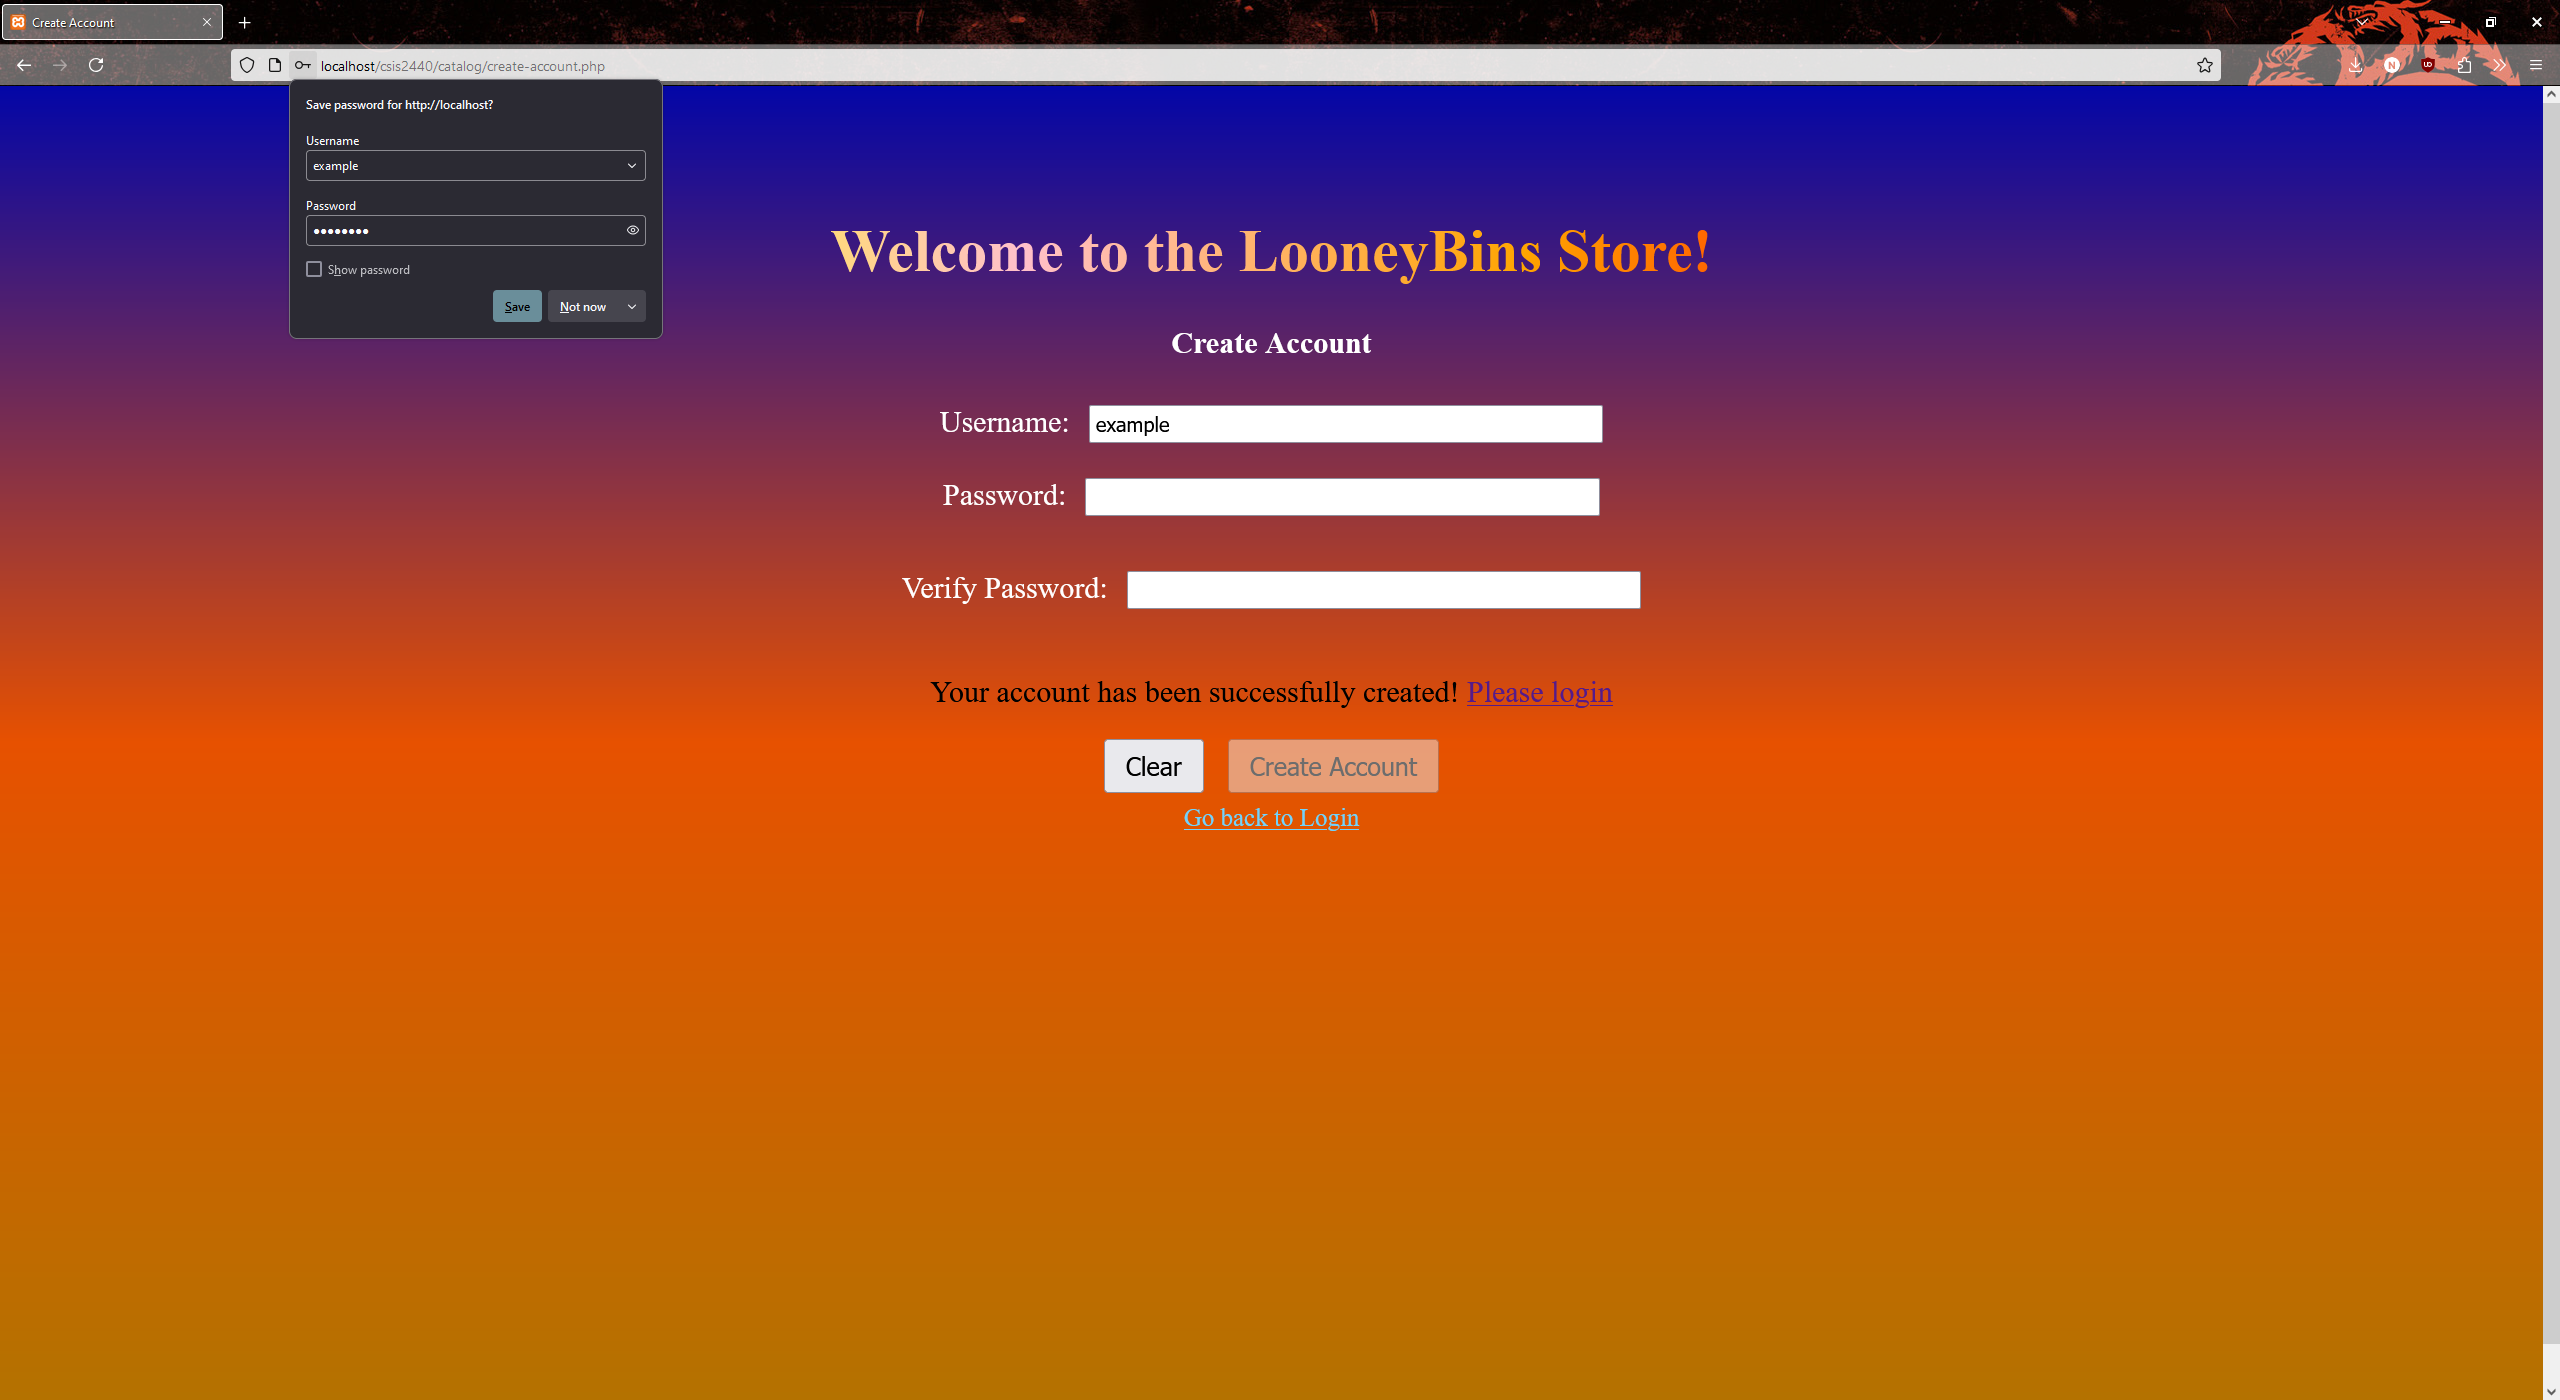 Create Account
localhost/csis2440/catalog/create-account.php
Save password for http://localhost?
Username
example
Password
Show password
Save
Not now
Welcome to the LooneyBins Store!
Create Account
Username:
example
Password:
Verify Password:
Your account has been successfully created! Please login
Clear
Create Account
Go back to Login